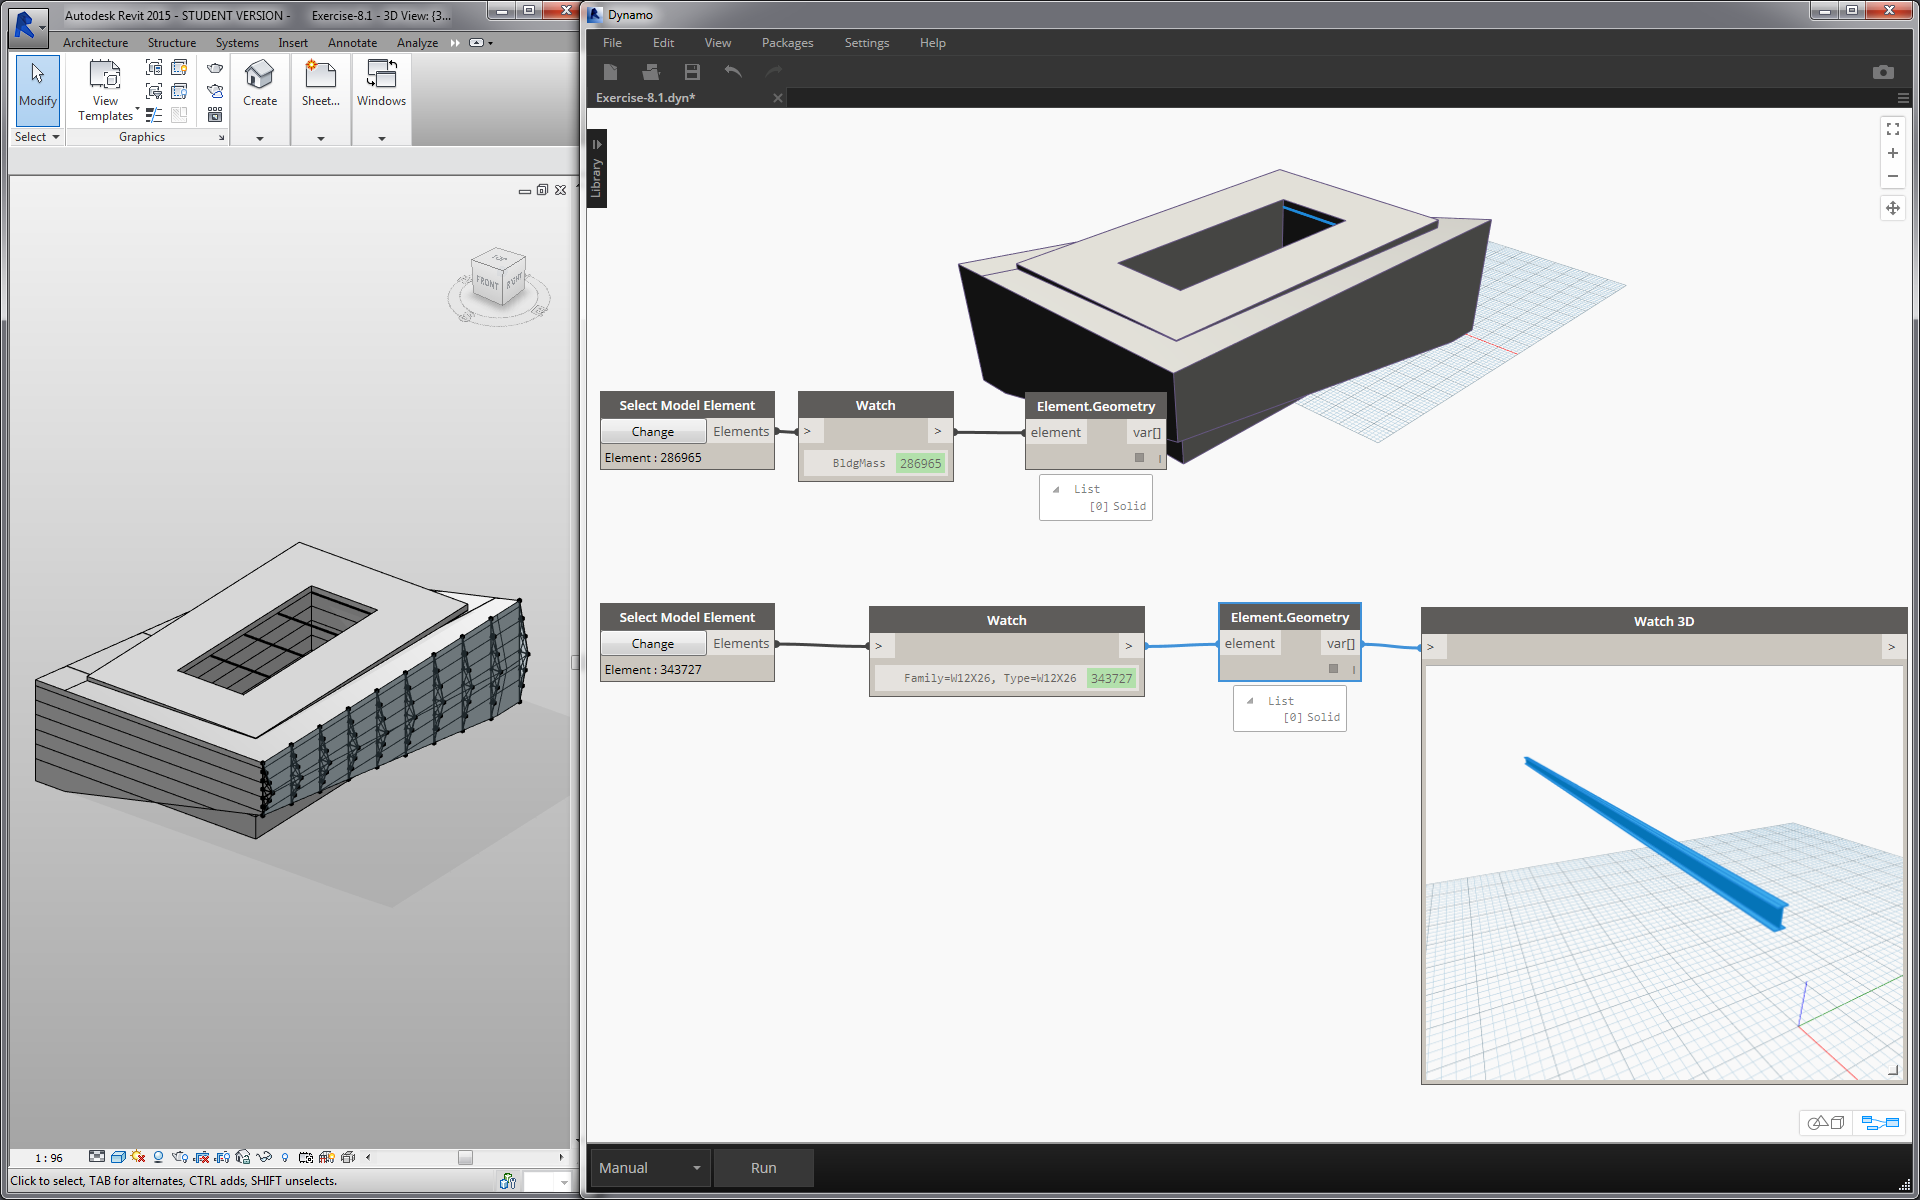 Autodesk Revit 2015 - STUDENT VERSION - Exercise-8.1 - 3D View: {3...
Architecture Structure Systems Insert Annotate Analyze
Modify
View Templates
Create
Sheet...
Windows
Select
Graphics
TOP
FRONT
RIGHT
1 : 96
Click to select, TAB for alternates, CTRL adds, SHIFT unselects.
Dynamo
File Edit View Packages Settings Help
Exercise-8.1.dyn*
Library
Select Model Element
Change Elements
Element : 286965
Watch
> >
BldgMass 286965
Element.Geometry
element var[]
List
[0] Solid
Select Model Element
Change Elements
Element : 343727
Watch
> >
Family=W12X26, Type=W12X26 343727
Element.Geometry
element var[]
List
[0] Solid
Watch 3D
> >
Manual Run